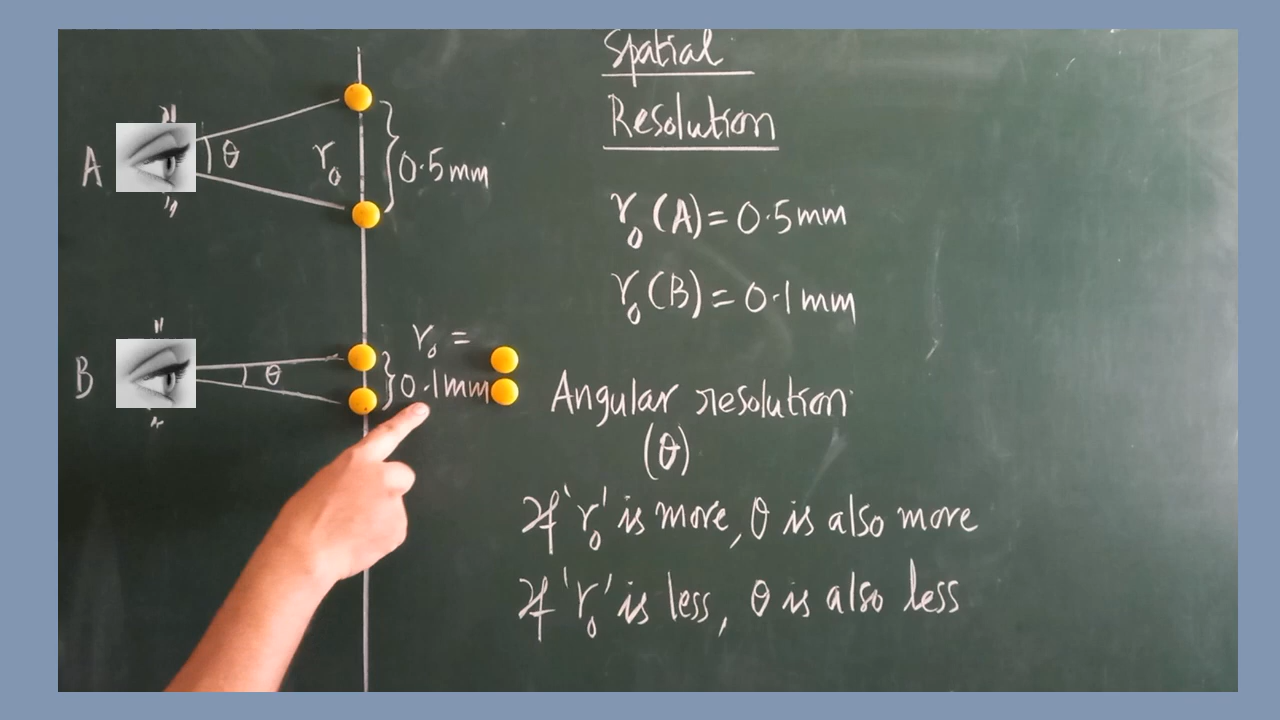 Spatial
Resolution
A
θ
r₀
0.5mm
r₀(A) = 0.5mm
r₀(B) = 0.1mm
B
θ
r₀ =
0.1mm
Angular resolution
(θ)
If 'r₀' is more, θ is also more
If 'r₀' is less, θ is also less